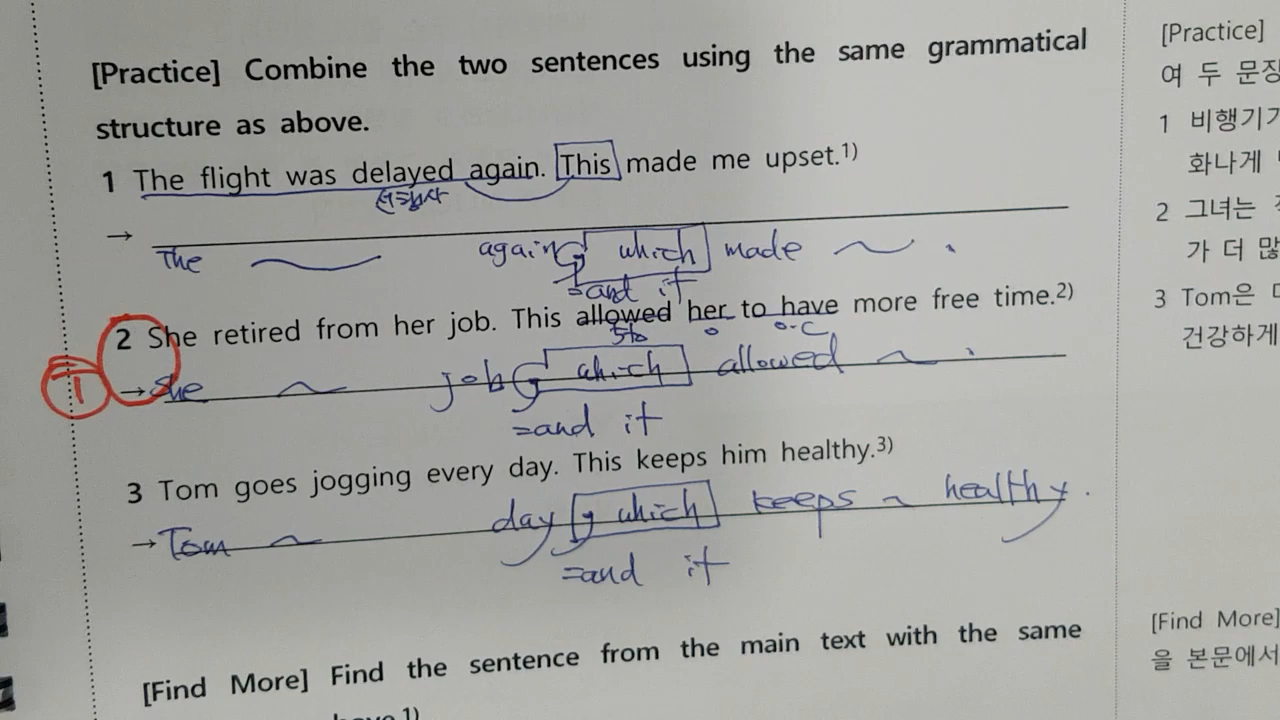 [Practice] Combine the two sentences using the same grammatical
structure as above.
1 The flight was delayed again. This made me upset.1)
선행사
→
The again, which made .
=and it
2 She retired from her job. This allowed her to have more free time.2)
5형 o o.c
1
→She job, which allowed .
=and it
3 Tom goes jogging every day. This keeps him healthy.3)
→Tom day, which keeps healthy.
=and it
[Find More] Find the sentence from the main text with the same
[Practice]
여 두 문장
1 비행기가
화나게
2 그녀는
가 더 많
3 Tom은
건강하게
[Find More]
을 본문에서